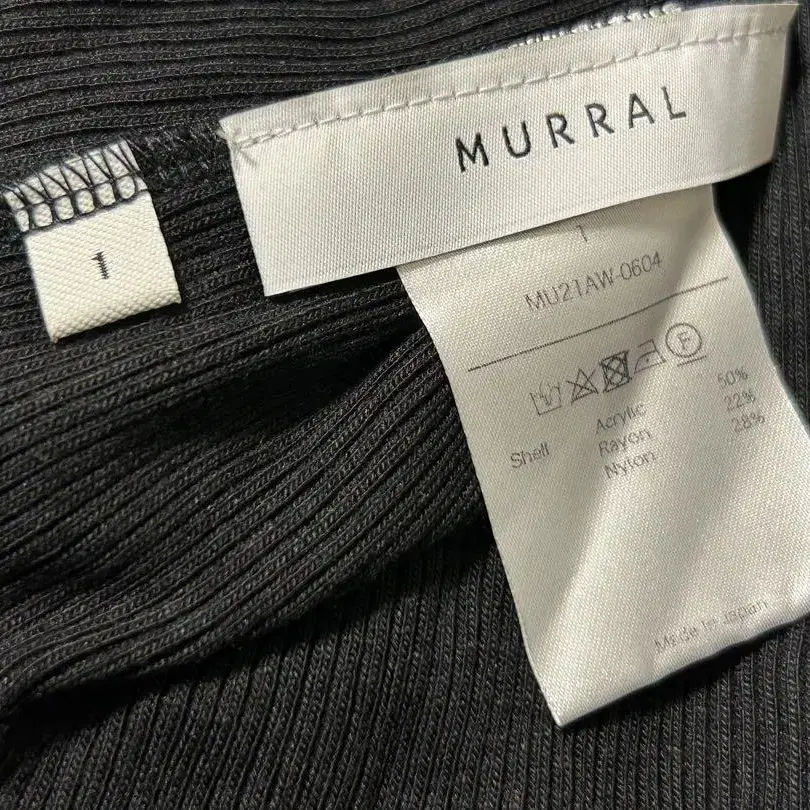 MURRAL
1
1
MU21AW-0604
F
Shell Acrylic 50%
Rayon 22%
Nylon 28%
Made in Japan